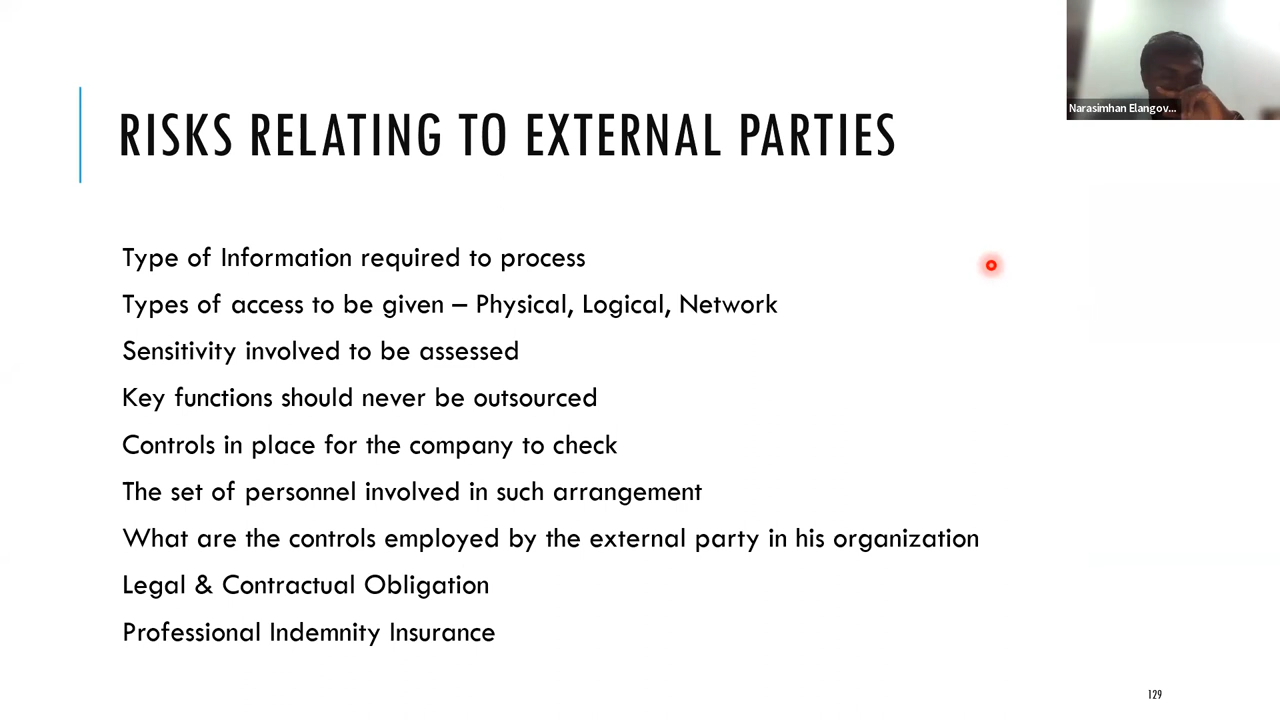 Narasimhan Elangov...
RISKS RELATING TO EXTERNAL PARTIES
Type of Information required to process
Types of access to be given – Physical, Logical, Network
Sensitivity involved to be assessed
Key functions should never be outsourced
Controls in place for the company to check
The set of personnel involved in such arrangement
What are the controls employed by the external party in his organization
Legal & Contractual Obligation
Professional Indemnity Insurance
129